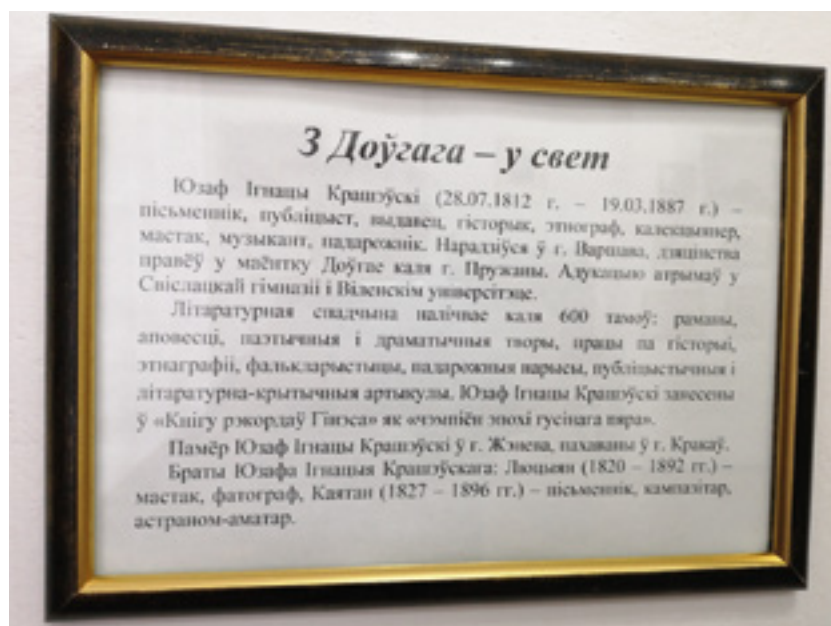 З Доўгага – у свет
Юзаф Ігнацы Крашэўскі (28.07.1812 г. – 19.03.1887 г.) –
пісьменнік, публіцыст, выдавец, гісторык, этнограф, калекцыянер,
мастак, музыкант, падарожнік. Нарадзіўся ў г. Варшава, дзяцінства
правёў у маёнтку Доўгае каля г. Пружаны. Адукацыю атрымаў у
Свіслацкай гімназіі і Віленскім універсітэце.
Літаратурная спадчына налічвае каля 600 тамоў: раманы,
аповесці, паэтычныя і драматычныя творы, працы па гісторыі,
этнаграфіі, фалькларыстыцы, падарожныя нарысы, публіцыстычныя і
літаратурна-крытычныя артыкулы. Юзаф Ігнацы Крашэўскі занесены
ў «Кнігу рэкордаў Гінэса» як «чэмпіён эпохі гусінага пяра».
Памёр Юзаф Ігнацы Крашэўскі ў г. Жэнева, пахаваны ў г. Кракаў.
Браты Юзафа Ігнацыя Крашэўскага: Люцыян (1820 – 1892 гг.) –
мастак, фатограф, Каятан (1827 – 1896 гг.) – пісьменнік, кампазітар,
астраном-аматар.